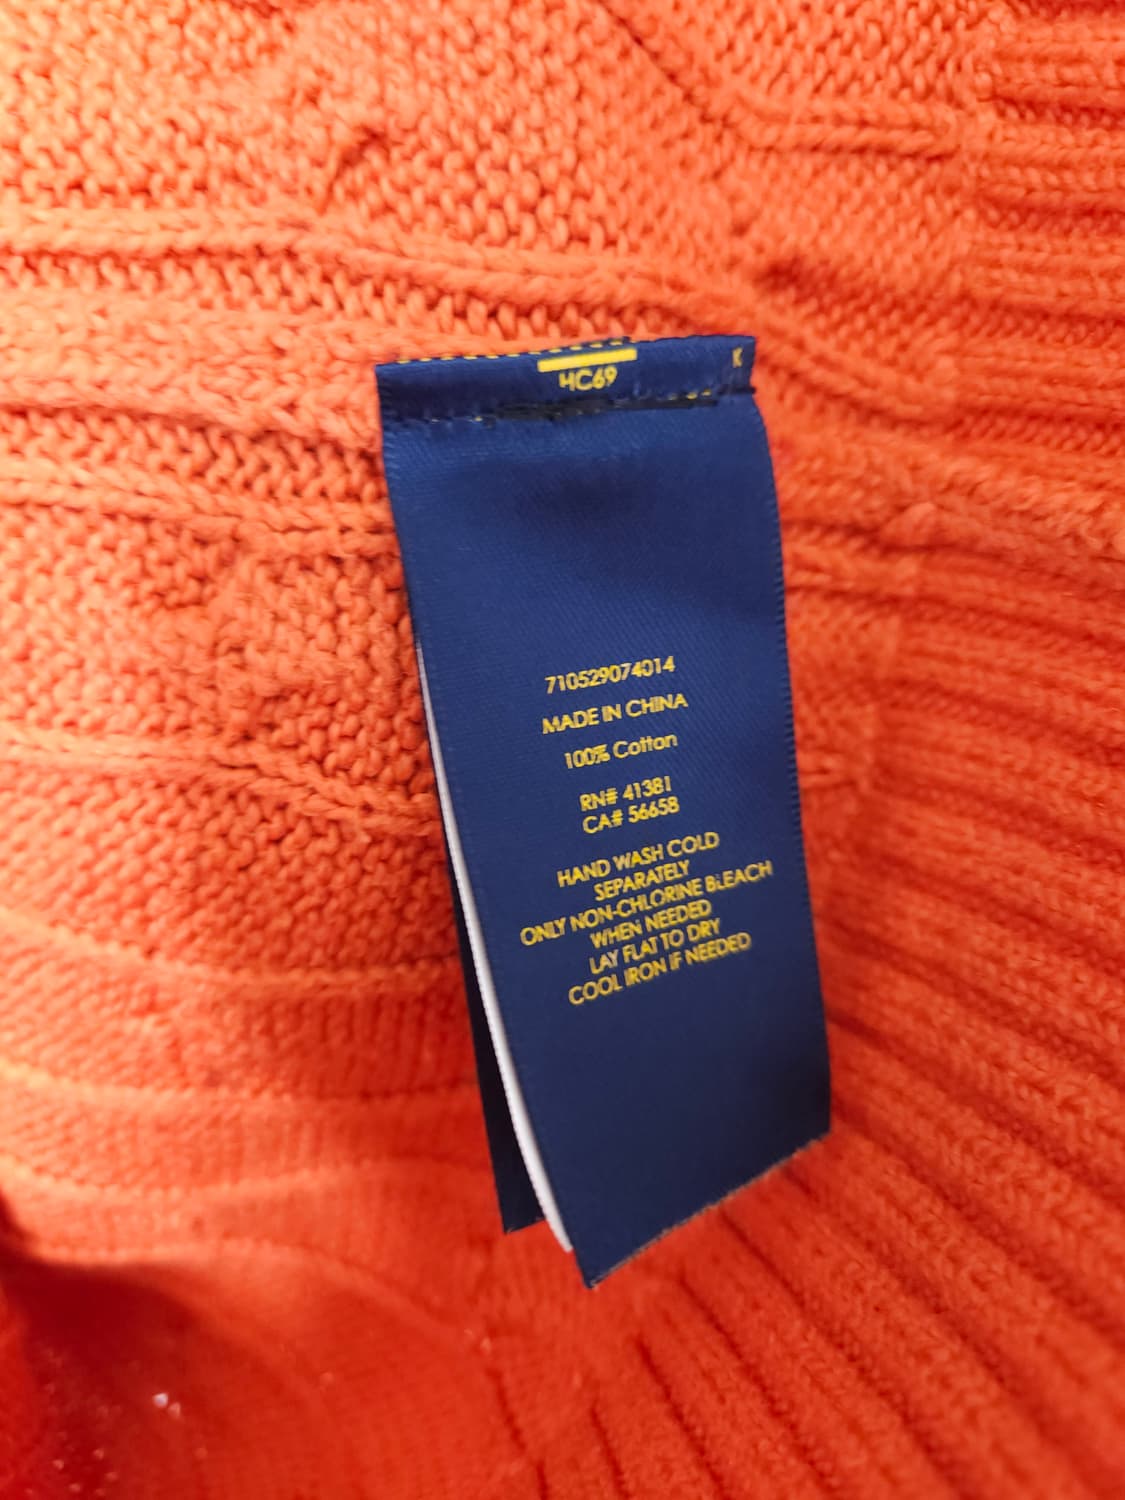 HC69
K
710529074014
MADE IN CHINA
100% Cotton
RN# 41381
CA# 56658
HAND WASH COLD
SEPARATELY
ONLY NON-CHLORINE BLEACH
WHEN NEEDED
LAY FLAT TO DRY
COOL IRON IF NEEDED